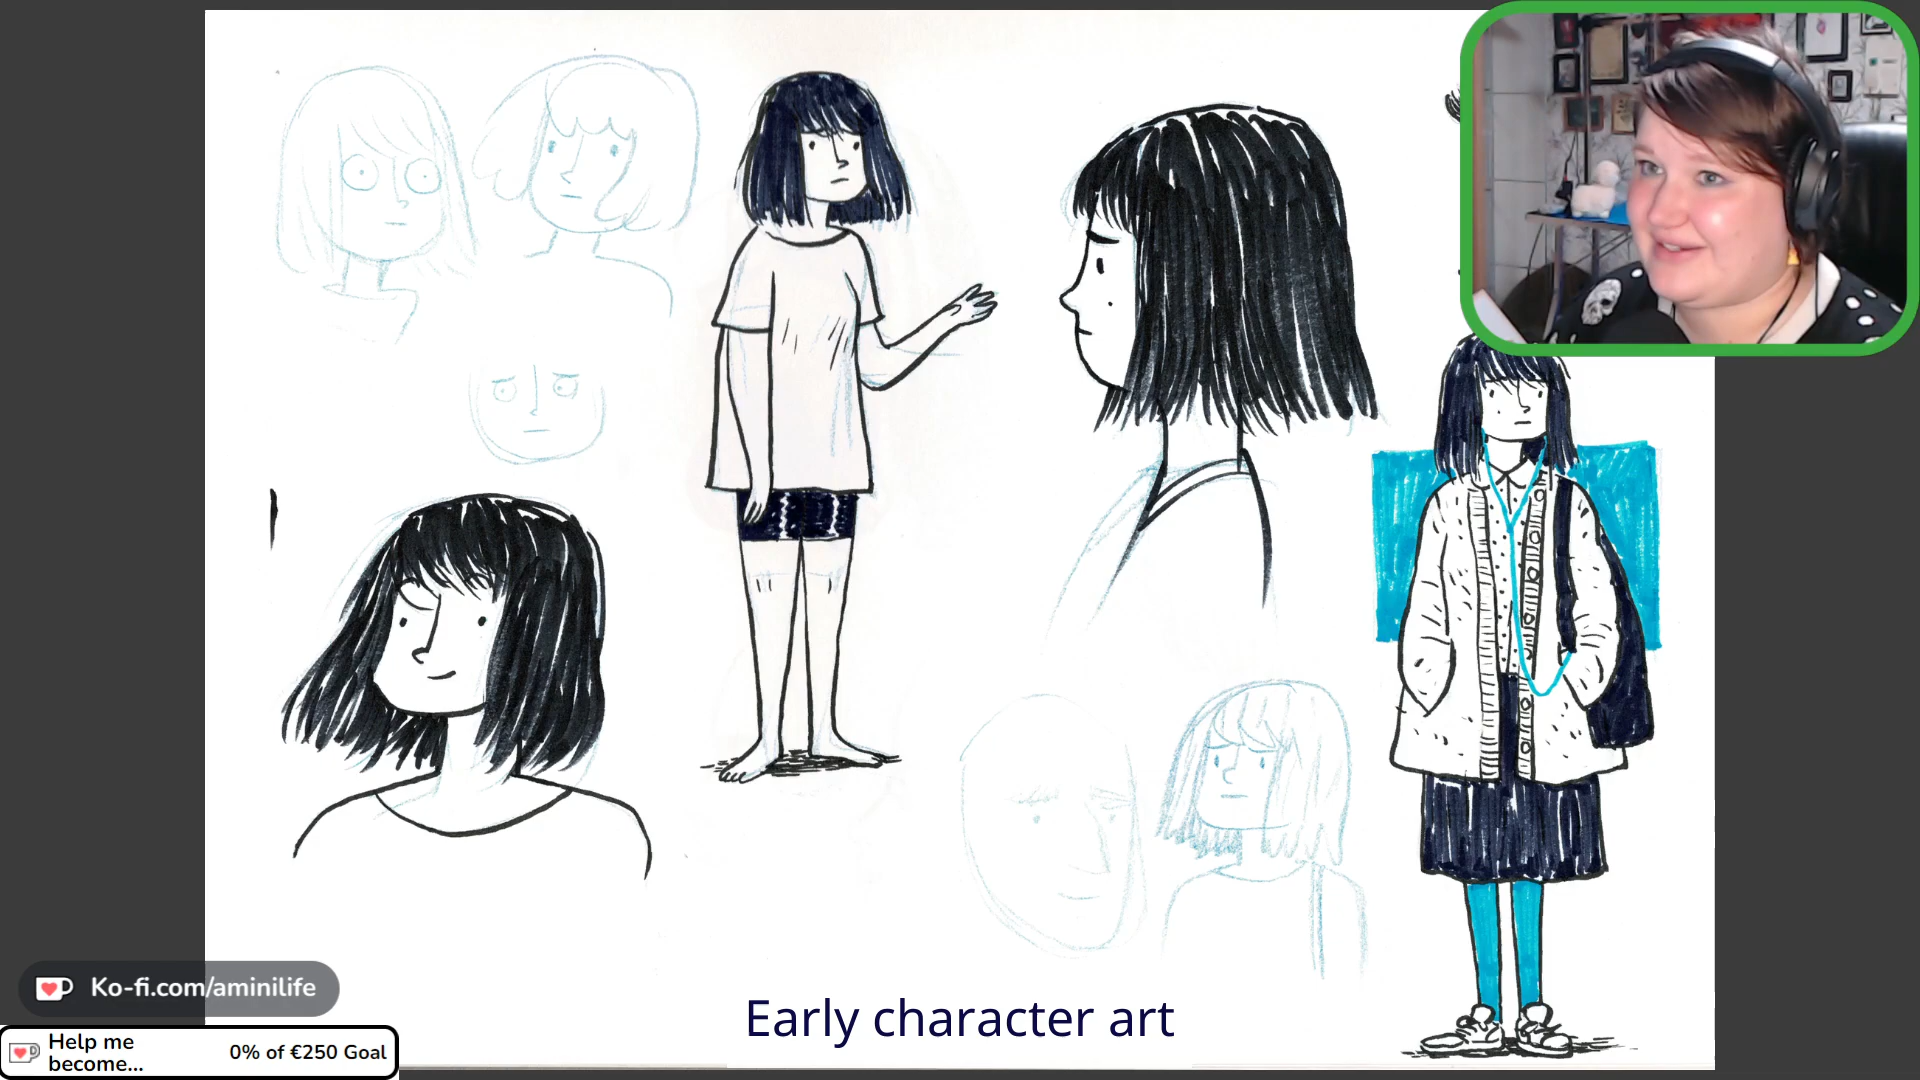 Ko-fi.com/aminilife
Help me
become...
0% of €250 Goal
Early character art